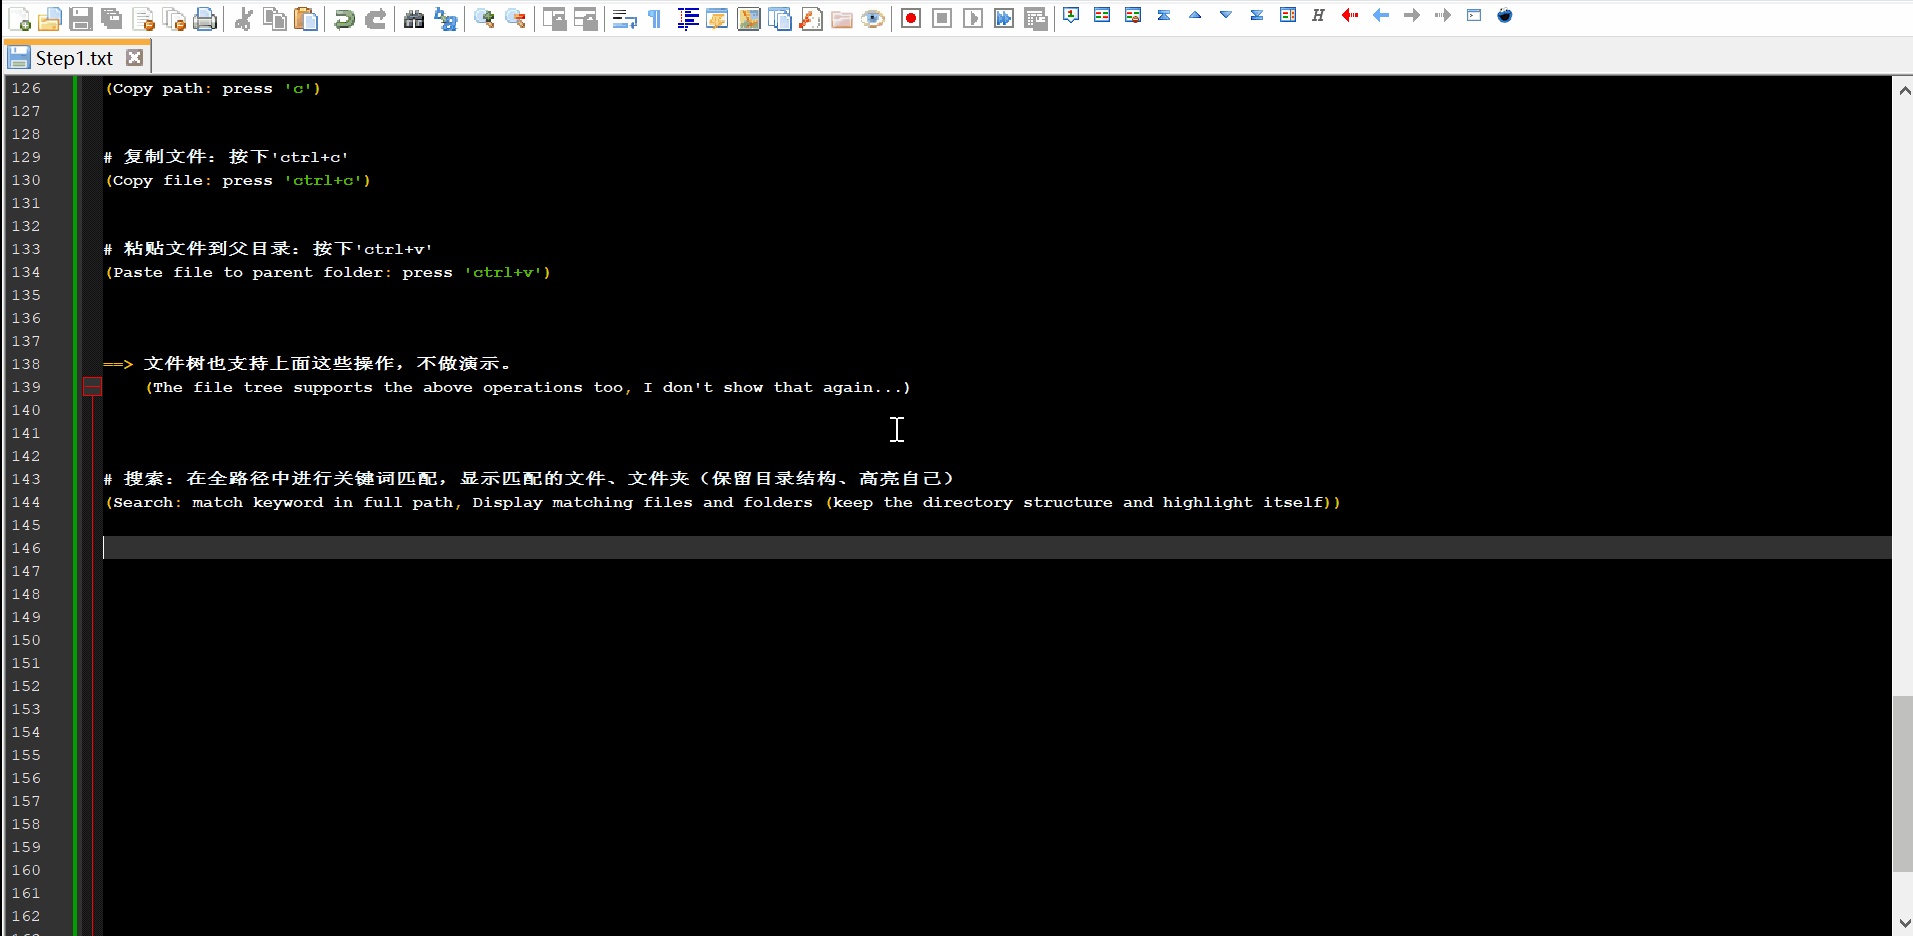 Step1.txt
126 (Copy path: press 'c')
127
128
129 # 复制文件：按下'ctrl+c'
130 (Copy file: press 'ctrl+c')
131
132
133 # 粘贴文件到父目录：按下'ctrl+v'
134 (Paste file to parent folder: press 'ctrl+v')
135
136
137
138 ==> 文件树也支持上面这些操作，不做演示。
139 (The file tree supports the above operations too, I don't show that again...)
140
141
142
143 # 搜索：在全路径中进行关键词匹配，显示匹配的文件、文件夹（保留目录结构、高亮自己）
144 (Search: match keyword in full path, Display matching files and folders (keep the directory structure and highlight itself))
145
146
147
148
149
150
151
152
153
154
155
156
157
158
159
160
161
162